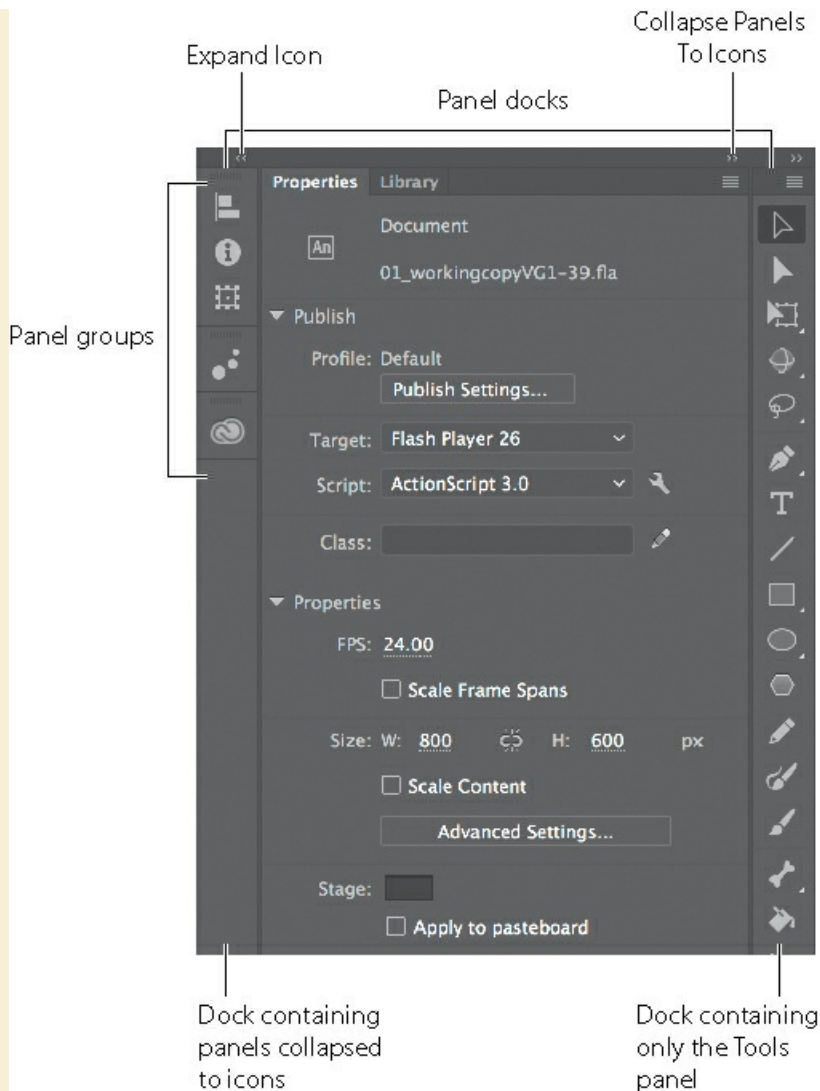 Collapse Panels
To Icons
Expand Icon
Panel docks
Properties Library
Document
An
01_workingcopyVG1-39.fla
Panel groups
Publish
Profile: Default
Publish Settings...
Target: Flash Player 26
Script: ActionScript 3.0
T
Class:
Properties
FPS: 24.00
Scale Frame Spans
Size: W: 800 H: 600 px
Scale Content
Advanced Settings...
Stage:
Apply to pasteboard
Dock containing
panels collapsed
to icons
Dock containing
only the Tools
panel